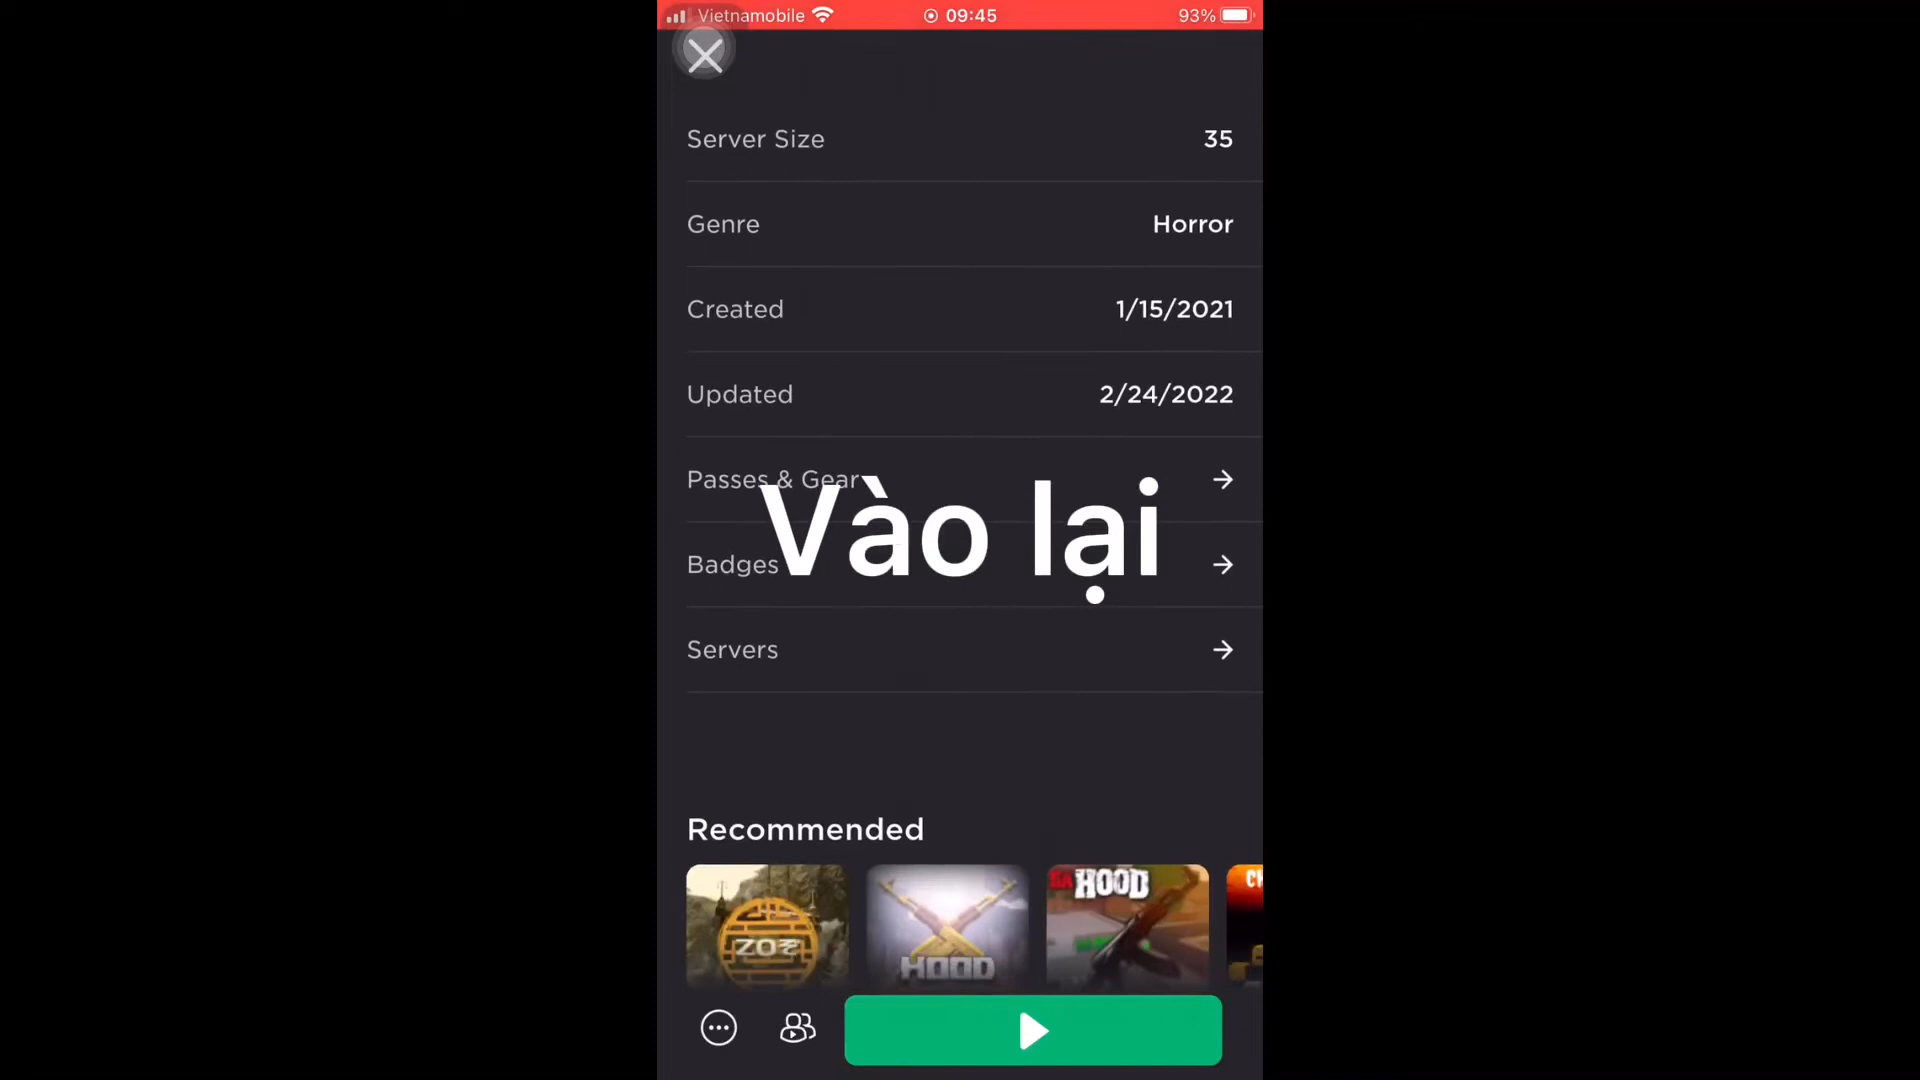 Vietnamobile 09:45 93%
Server Size 35
Genre Horror
Created 1/15/2021
Updated 2/24/2022
Passes & Gear
Vào lại
Badges
Servers
Recommended
HOOD
HOOD